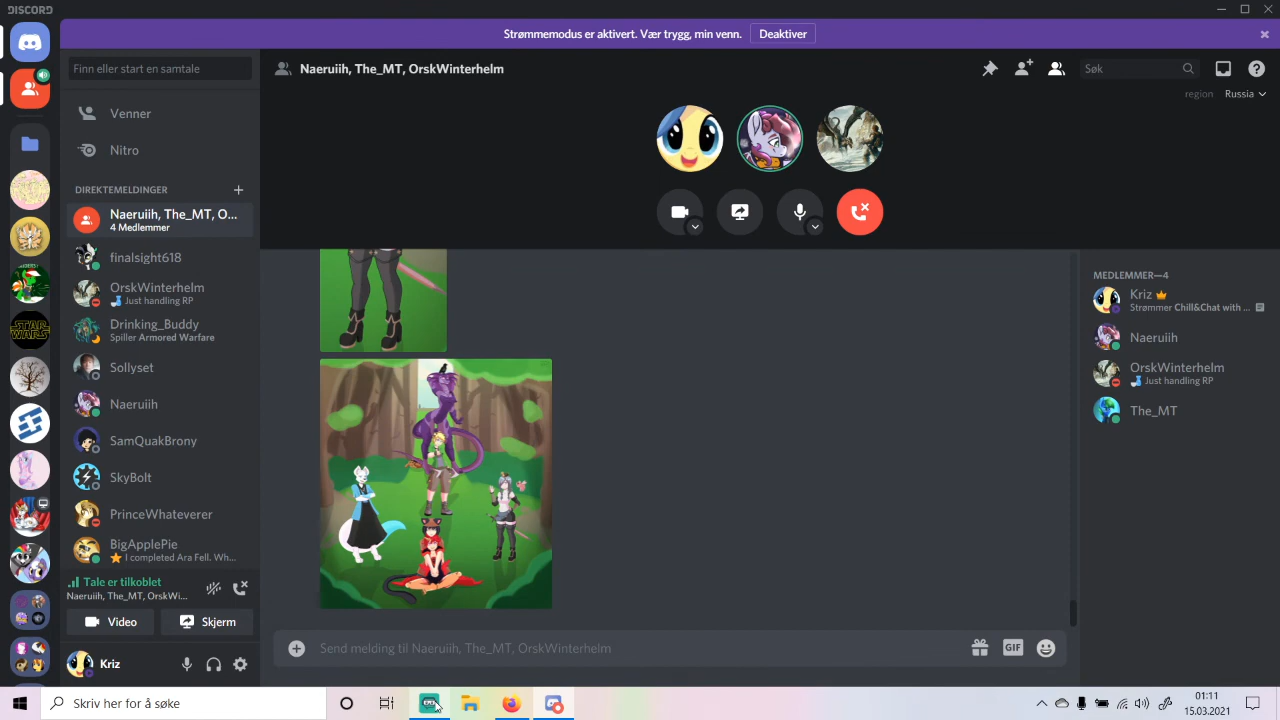 DISCORD
Strømmemodus er aktivert. Vær trygg, min venn.
Deaktiver
Finn eller start en samtale
Naeruiih, The_MT, OrskWinterhelm
Søk
region Russia
Venner
Nitro
DIREKTEMELDINGER
Naeruiih, The_MT, O...
4 Medlemmer
finalsight618
OrskWinterhelm
Just handling RP
Drinking_Buddy
Spiller Armored Warfare
Sollyset
Naeruiih
SamQuakBrony
SkyBolt
PrinceWhateverer
BigApplePie
I completed Ara Fell. Wh...
Tale er tilkoblet
Naeruiih, The_MT, OrskWi...
Video
Skjerm
Kriz
STAR
WARS
MEDLEMMER—4
Kriz
Strømmer Chill&Chat with ...
Naeruiih
OrskWinterhelm
Just handling RP
The_MT
Send melding til Naeruiih, The_MT, OrskWinterhelm
GIF
Skriv her for å søke
01:11
15.03.2021